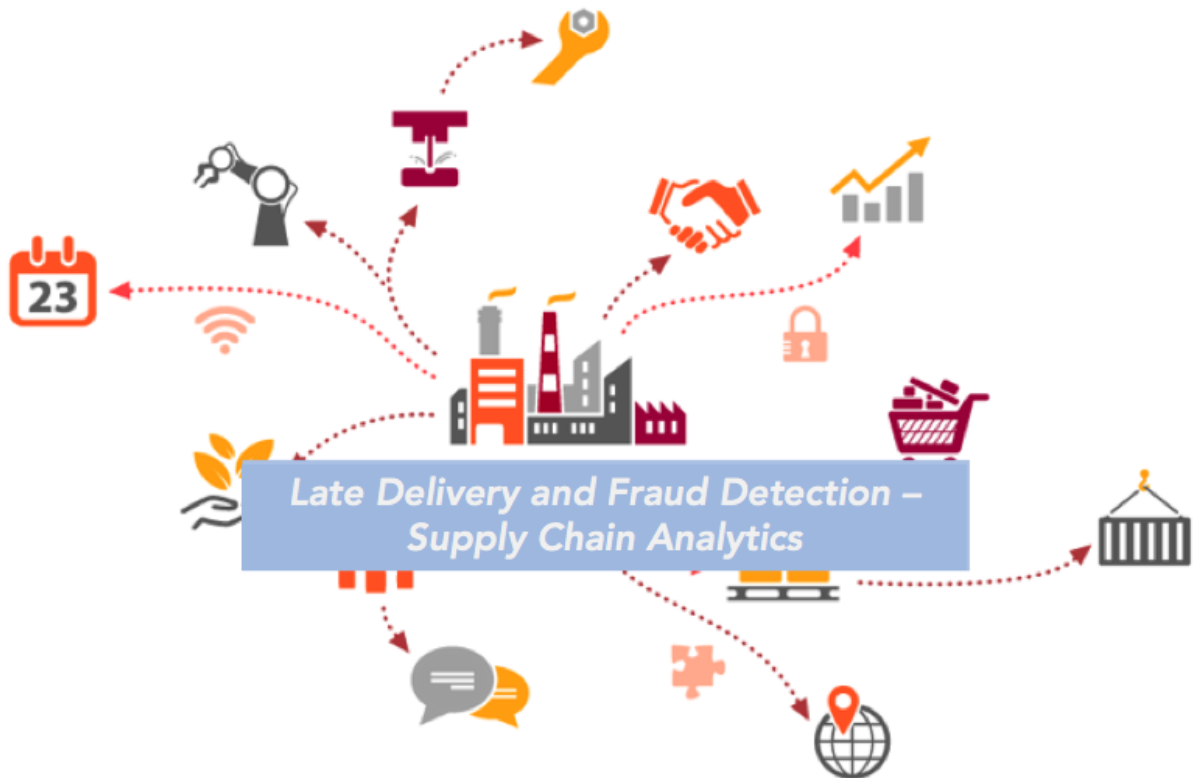 23
Late Delivery and Fraud Detection –
Supply Chain Analytics